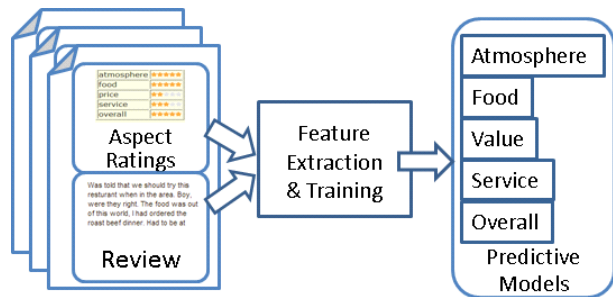 atmosphere ★★★★★
food ★★★★★
price ★★★★★
service ★★★★★
overall ★★★★★
Aspect
Ratings
Was told that we should try this
resturant when in the area. Boy,
were they right. The food was out
of this world, I had ordered the
roast beef dinner. Had to be at
Review
Feature
Extraction
& Training
Atmosphere
Food
Value
Service
Overall
Predictive
Models